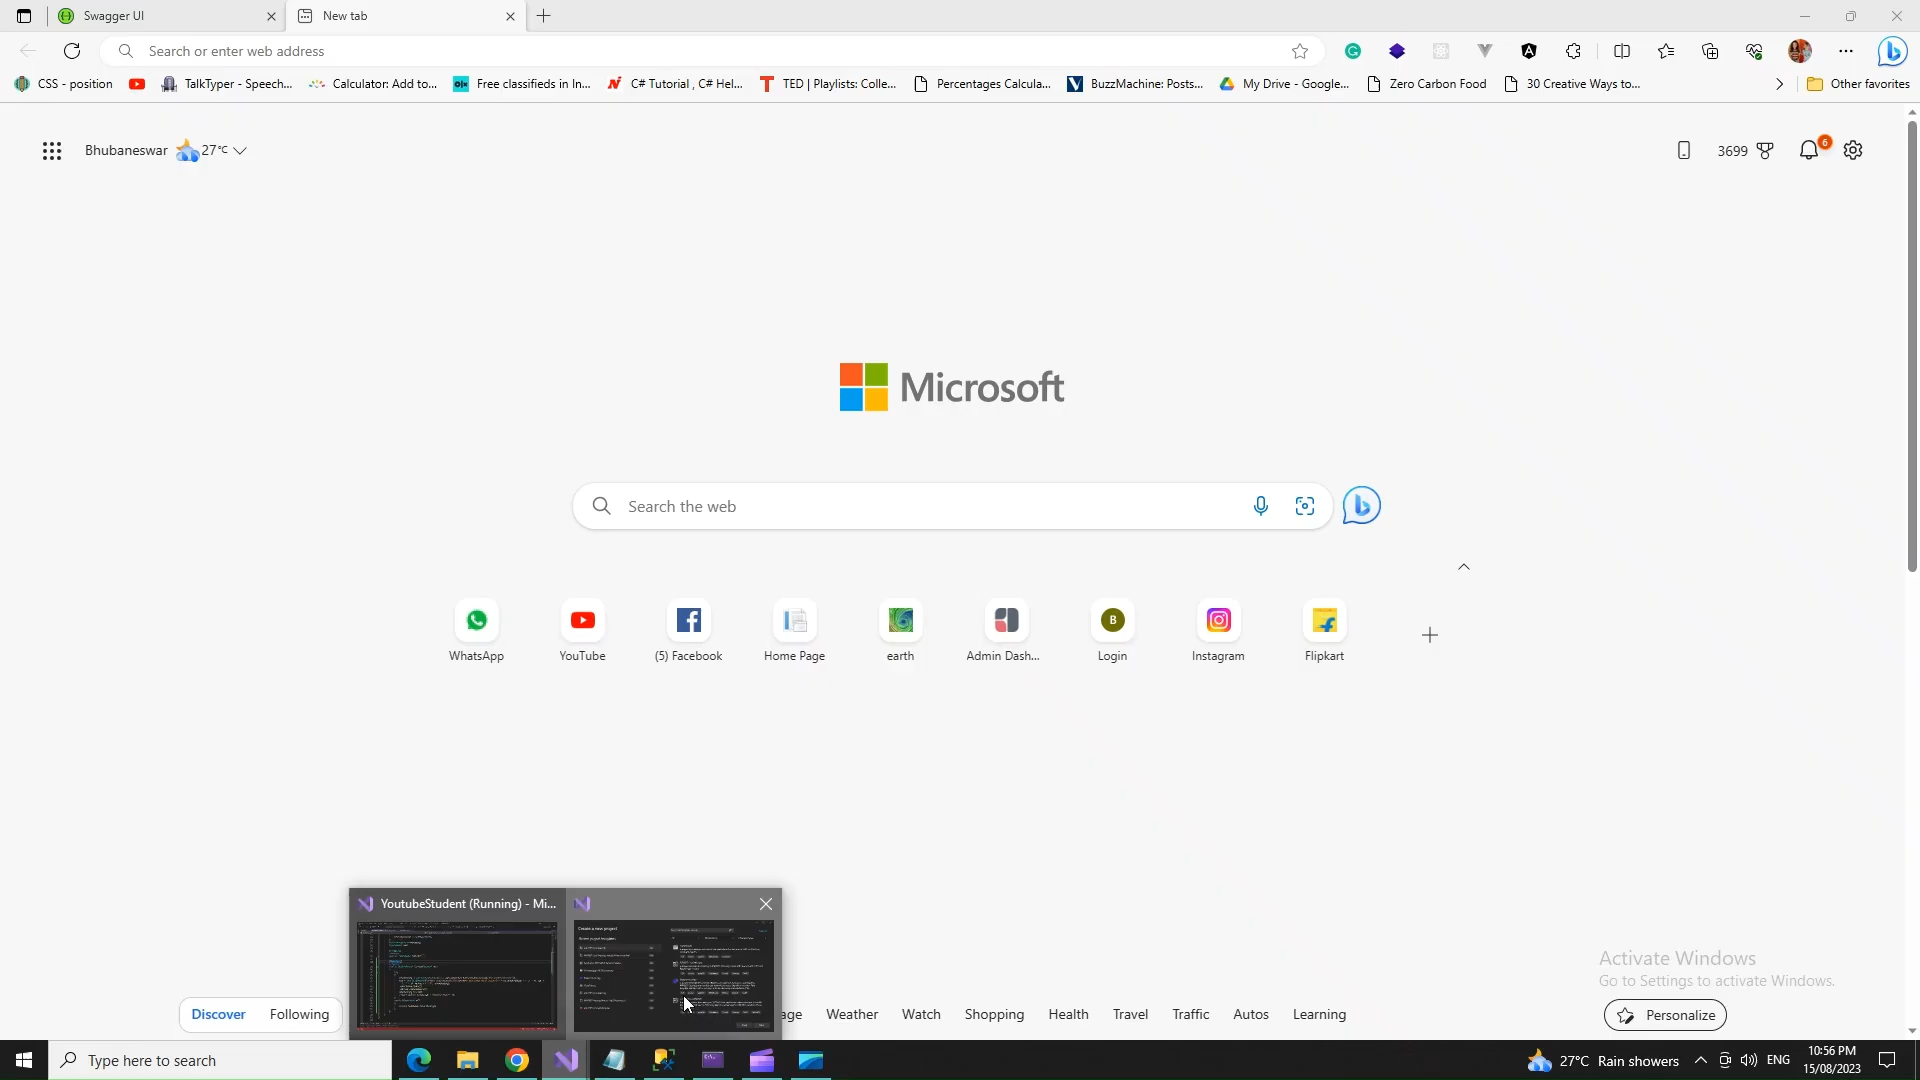 Swagger UI
New tab
Search or enter web address
CSS - position
TalkTyper - Speech...
Calculator: Add to...
Free classifieds in In...
C# Tutorial , C# Hel...
TED | Playlists: Colle...
Percentages Calcula...
BuzzMachine: Posts...
My Drive - Google...
Zero Carbon Food
30 Creative Ways to...
Other favorites
Bhubaneswar 27°C
3699
6
Microsoft
Search the web
WhatsApp
YouTube
(5) Facebook
Home Page
earth
Admin Dash...
B
Login
Instagram
Flipkart
YoutubeStudent (Running) - Mi...
Create a new project
Activate Windows
Go to Settings to activate Windows.
Discover
Following
age
Weather
Watch
Shopping
Health
Travel
Traffic
Autos
Learning
Personalize
Type here to search
27°C Rain showers
ENG
10:56 PM
15/08/2023